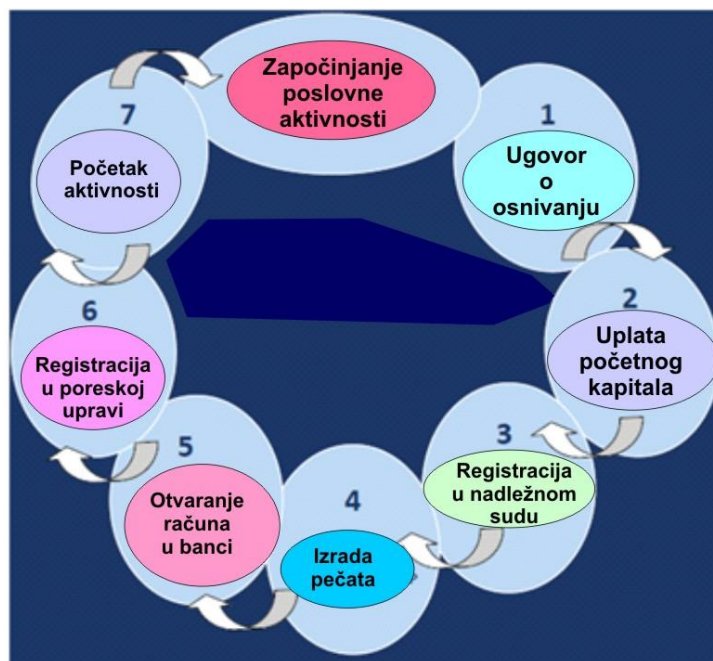 Započinjanje
poslovne
aktivnosti
1
Ugovor
o
osnivanju
2
Uplata
početnog
kapitala
3
Registracija
u nadležnom
sudu
4
Izrada
pečata
5
Otvaranje
računa
u banci
6
Registracija
u poreskoj
upravi
7
Početak
aktivnosti